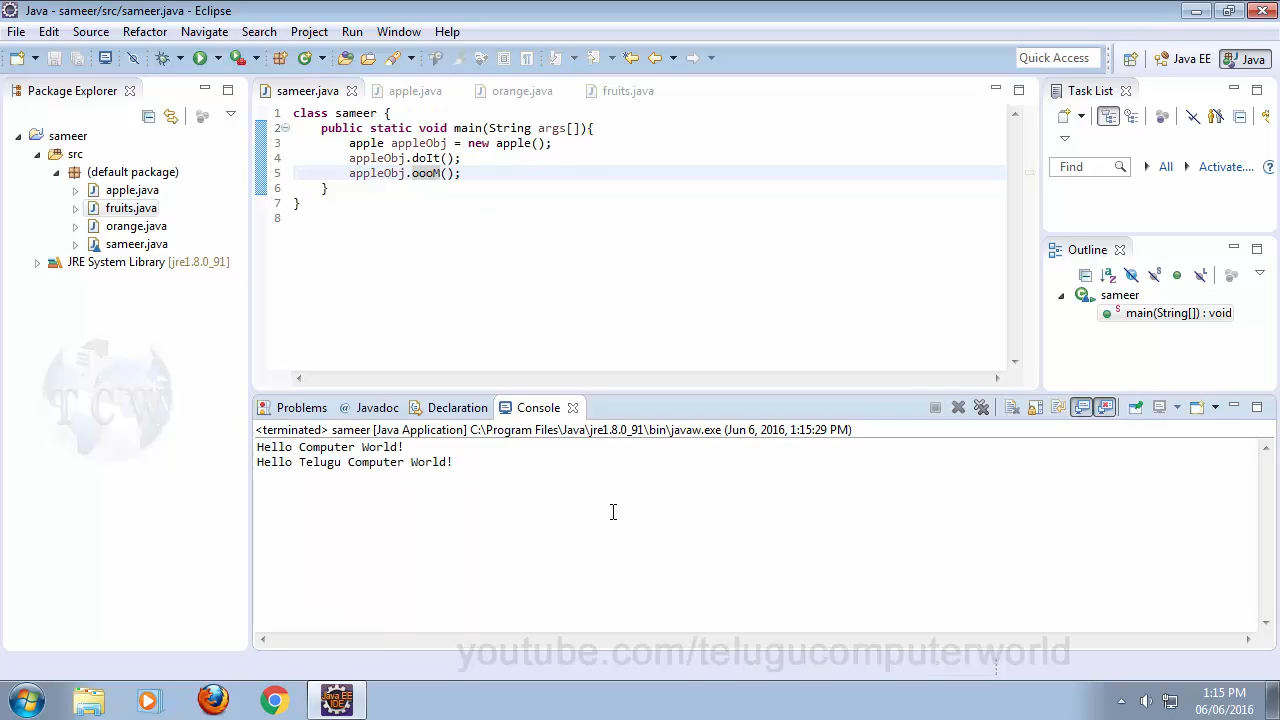 Java - sameer/src/sameer.java - Eclipse
File Edit Source Refactor Navigate Search Project Run Window Help
Quick Access Java EE Java
Package Explorer
sameer
src
(default package)
apple.java
fruits.java
orange.java
sameer.java
JRE System Library [jre1.8.0_91]
TCW
sameer.java apple.java orange.java fruits.java
1 class sameer {
2 public static void main(String args[]){
3 apple appleObj = new apple();
4 appleObj.doIt();
5 appleObj.oooM();
6 }
7 }
8
Task List
Find All Activate...
Outline
sameer
main(String[]) : void
Problems Javadoc Declaration Console
<terminated> sameer [Java Application] C:\Program Files\Java\jre1.8.0_91\bin\javaw.exe (Jun 6, 2016, 1:15:29 PM)
Hello Computer World!
Hello Telugu Computer World!
youtube.com/telugucomputerworld
Java EE
IDE
1:15 PM
06/06/2016